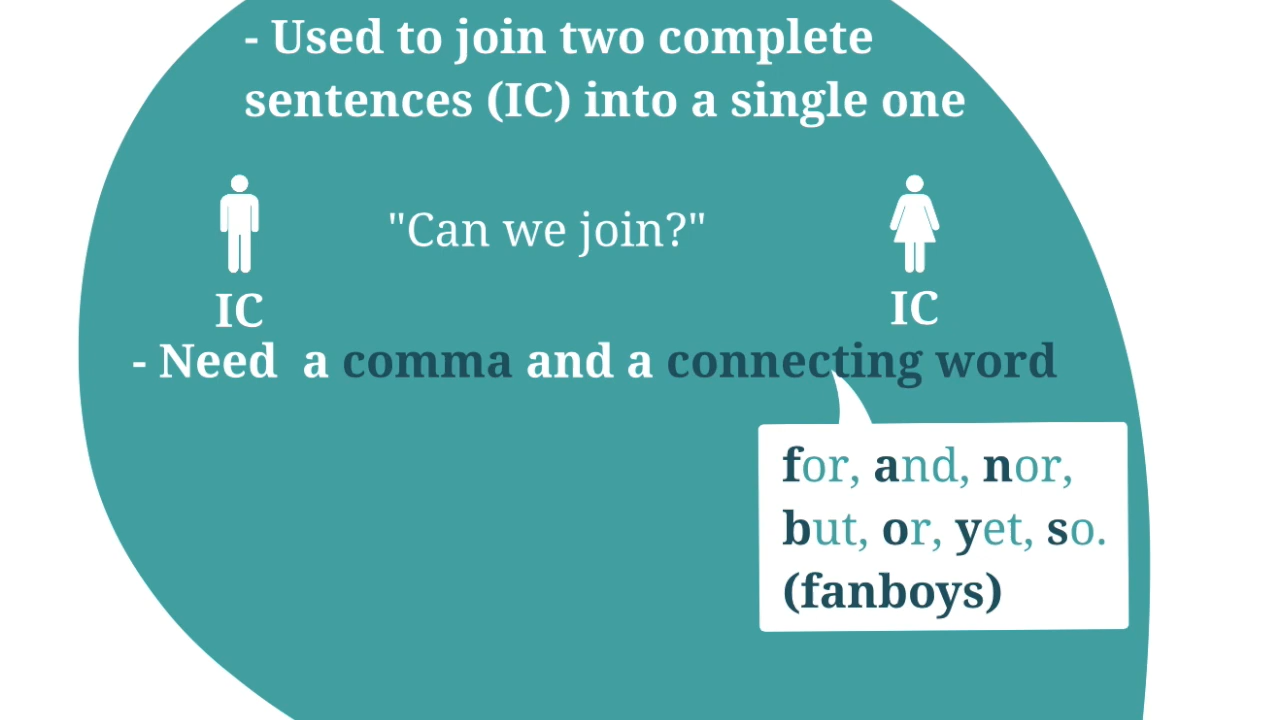 - Used to join two complete
sentences (IC) into a single one
"Can we join?"
IC
IC
- Need a comma and a connecting word
for, and, nor,
but, or, yet, so.
(fanboys)